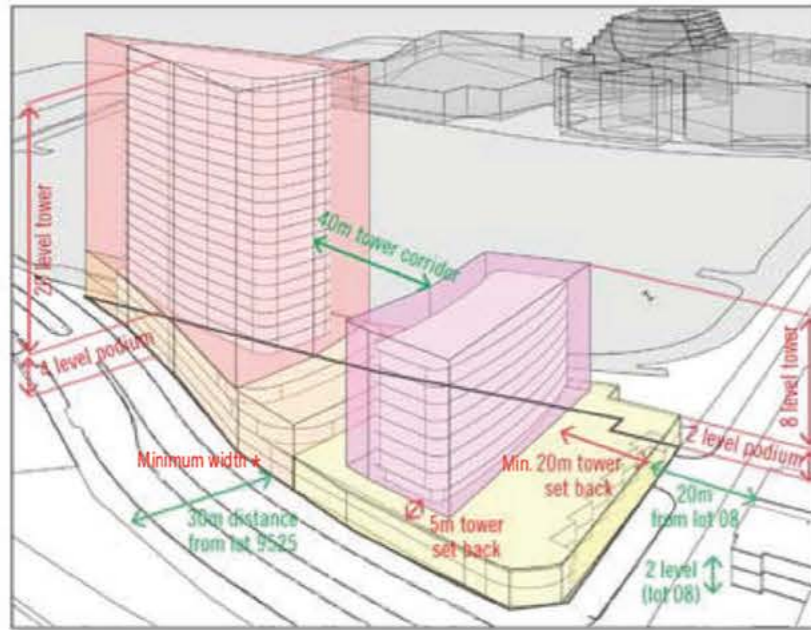 level tower
4 level podium
40m tower corridor
8 level tower
2 level podium
Minimum width *
30m distance
from lot 9525
5m tower
set back
Min. 20m tower
set back
20m
from lot 08
2 level
(lot 08)